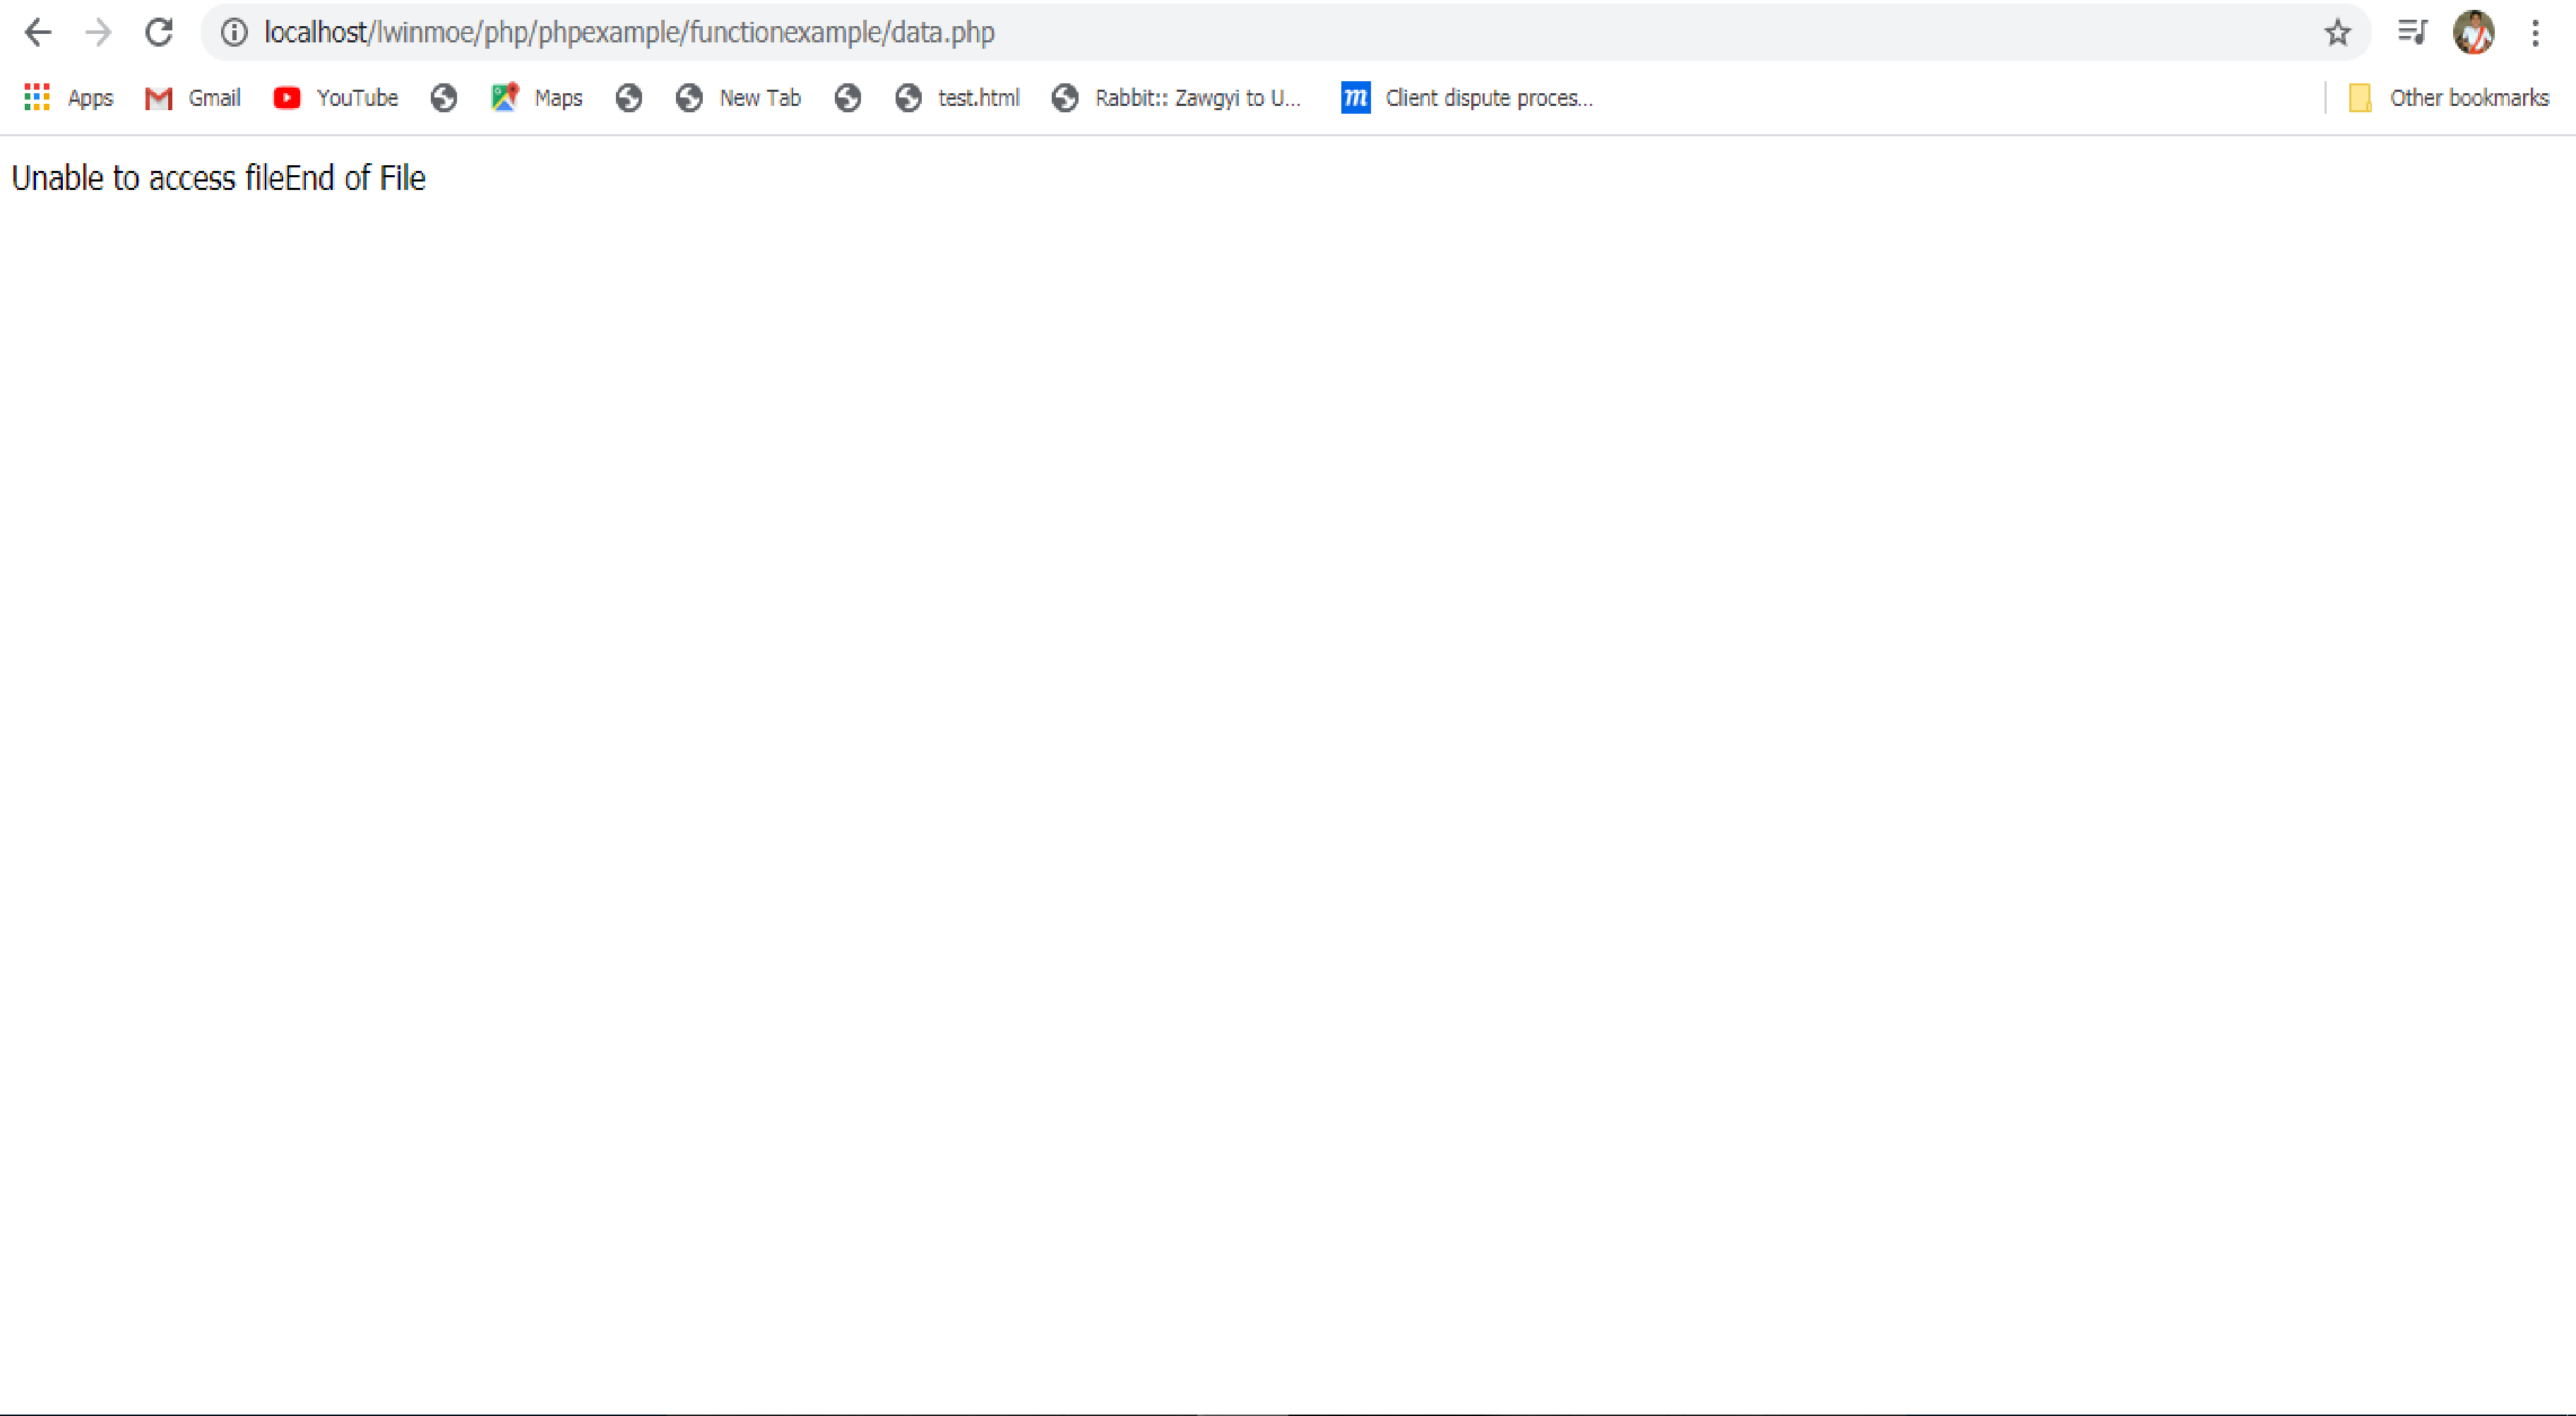 localhost/lwinmoe/php/phpexample/functionexample/data.php
Apps Gmail YouTube Maps New Tab test.html Rabbit:: Zawgyi to U... m Client dispute proces... Other bookmarks
Unable to access fileEnd of File